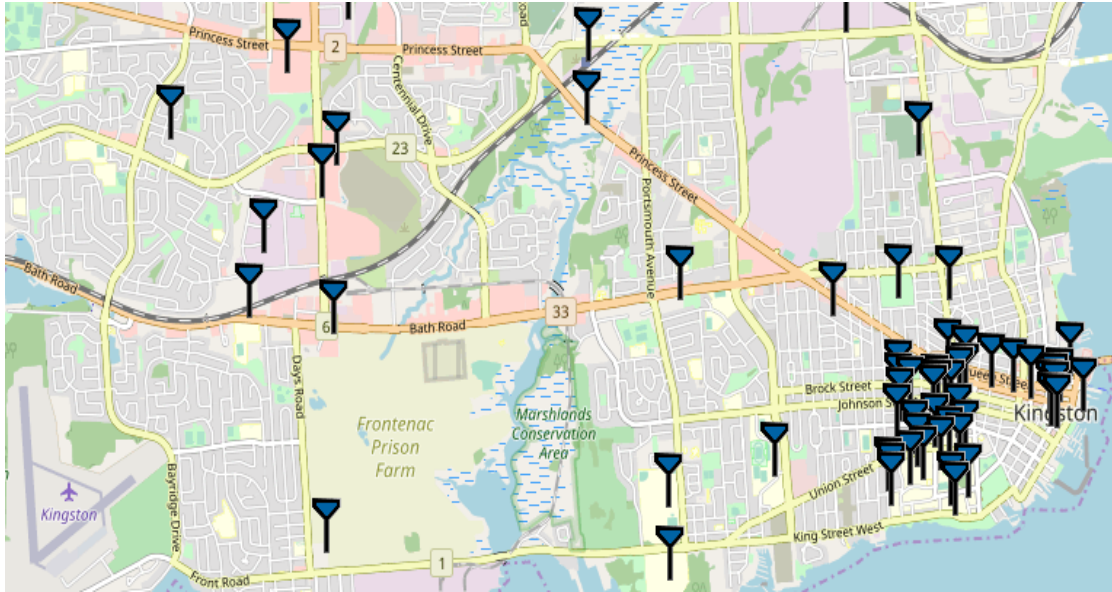 Princess Street
2
Princess Street
Road
Centennial Drive
23
Princess Street
Portsmouth Avenue
Bath Road
33
6
Bath Road
Days Road
Queen Street
Brock Street
Johnson S
Kingston
Frontenac
Prison
Farm
Marshlands
Conservation
Area
Bayridge Drive
Union Street
Kingston
King Street West
1
Front Road